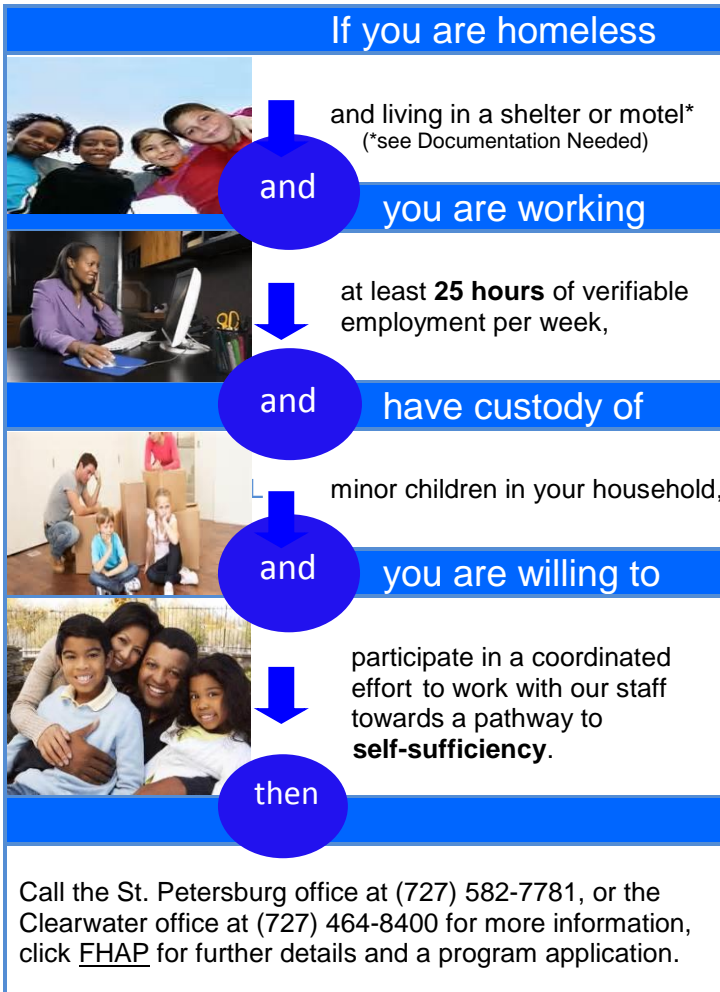 If you are homeless
and living in a shelter or motel*
(*see Documentation Needed)
and
you are working
at least 25 hours of verifiable
employment per week,
and
have custody of
minor children in your household,
and
you are willing to
participate in a coordinated
effort to work with our staff
towards a pathway to
self-sufficiency.
then
Call the St. Petersburg office at (727) 582-7781, or the
Clearwater office at (727) 464-8400 for more information,
click FHAP for further details and a program application.